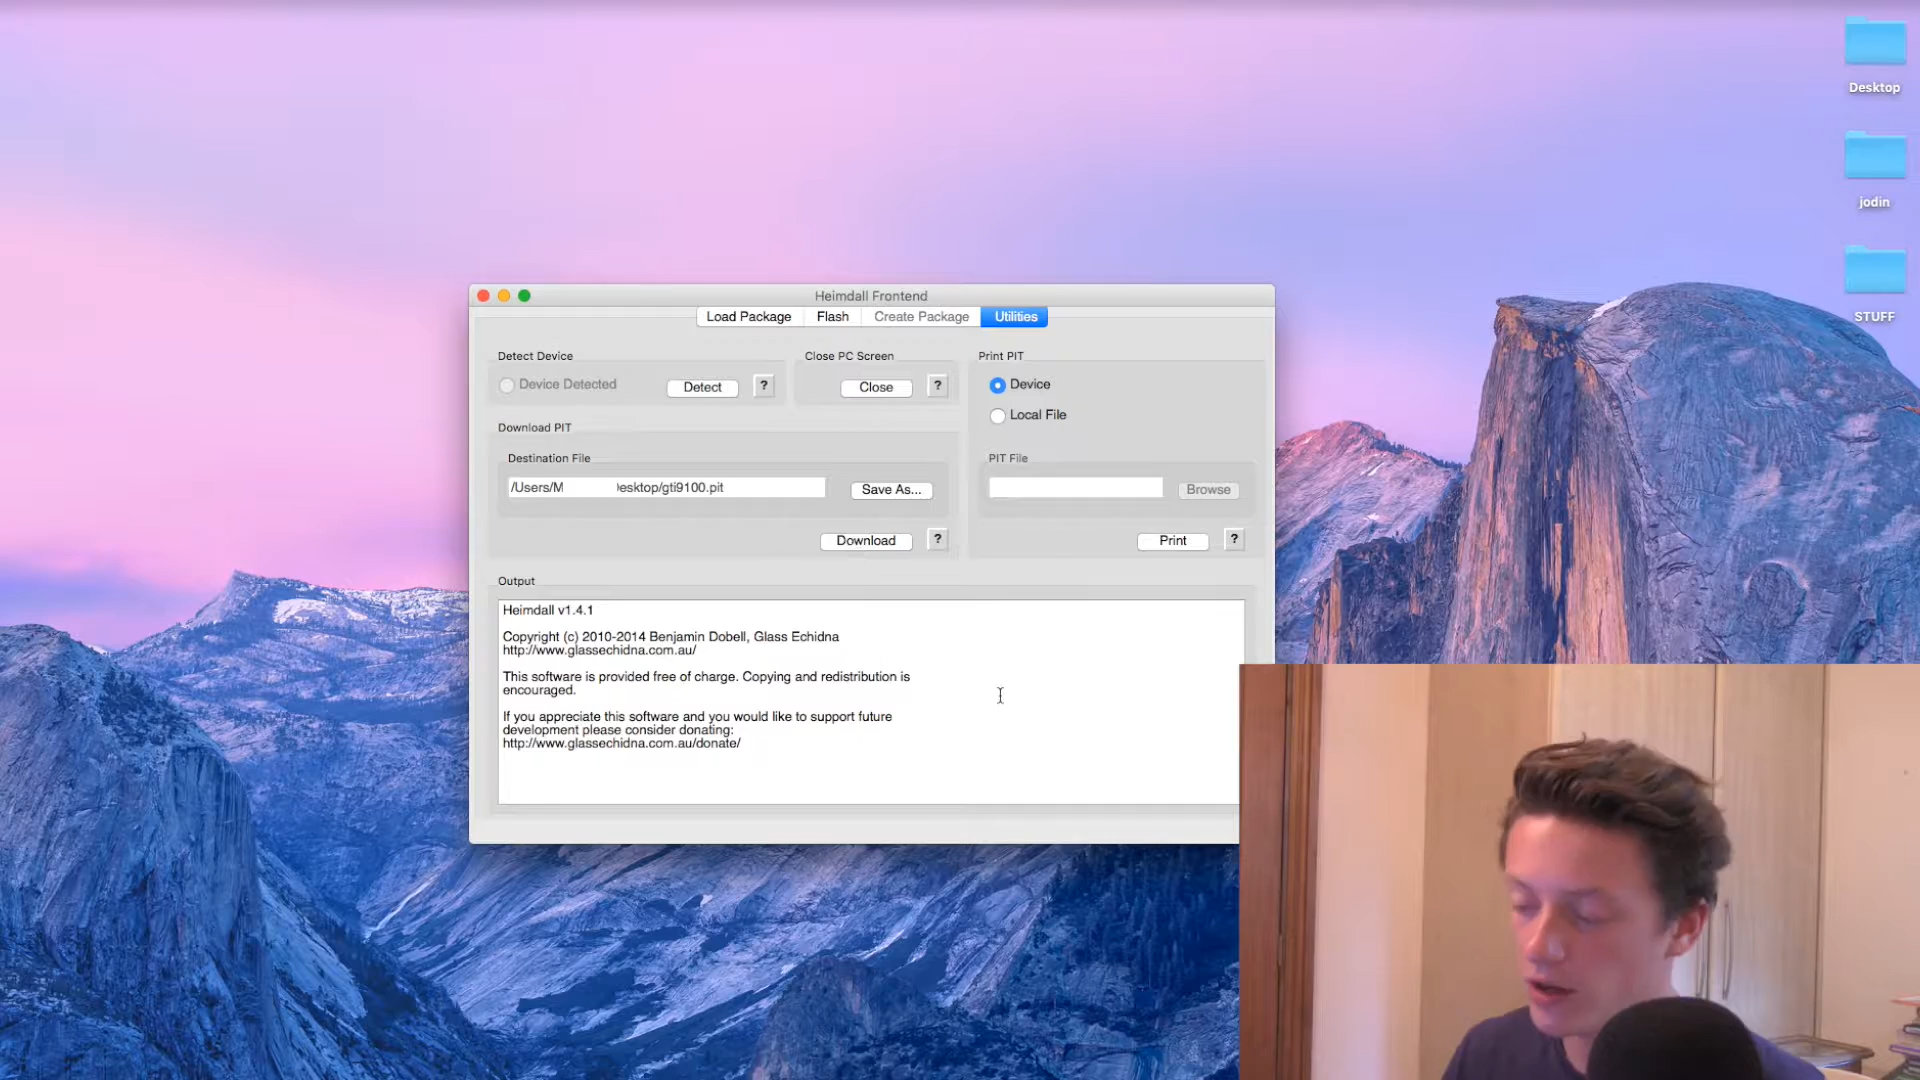 Desktop
jodin
STUFF
Heimdall Frontend
Load Package
Flash
Create Package
Utilities
Detect Device
Device Detected
Detect
?
Close PC Screen
Close
?
Print PIT
Device
Local File
Download PIT
Destination File
/Users/M esktop/gti9100.pit
Save As...
Download
?
PIT File
Browse
Print
?
Output
Heimdall v1.4.1
Copyright (c) 2010-2014 Benjamin Dobell, Glass Echidna
http://www.glassechidna.com.au/
This software is provided free of charge. Copying and redistribution is
encouraged.
If you appreciate this software and you would like to support future
development please consider donating:
http://www.glassechidna.com.au/donate/